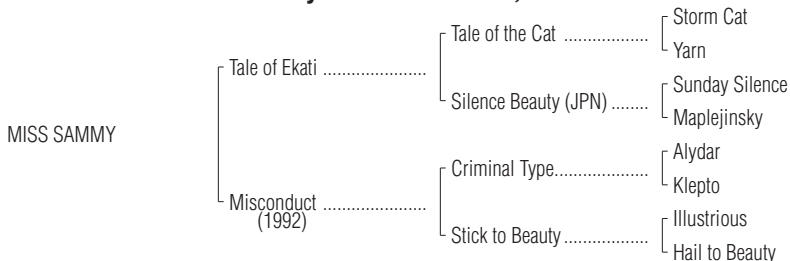 Storm Cat
Tale of the Cat ...................
Yarn
Tale of Ekati ......................
Sunday Silence
Silence Beauty (JPN) ........
Maplejinsky
MISS SAMMY
Alydar
Criminal Type.....................
Klepto
Misconduct ......................
(1992)
Illustrious
Stick to Beauty ...................
Hail to Beauty